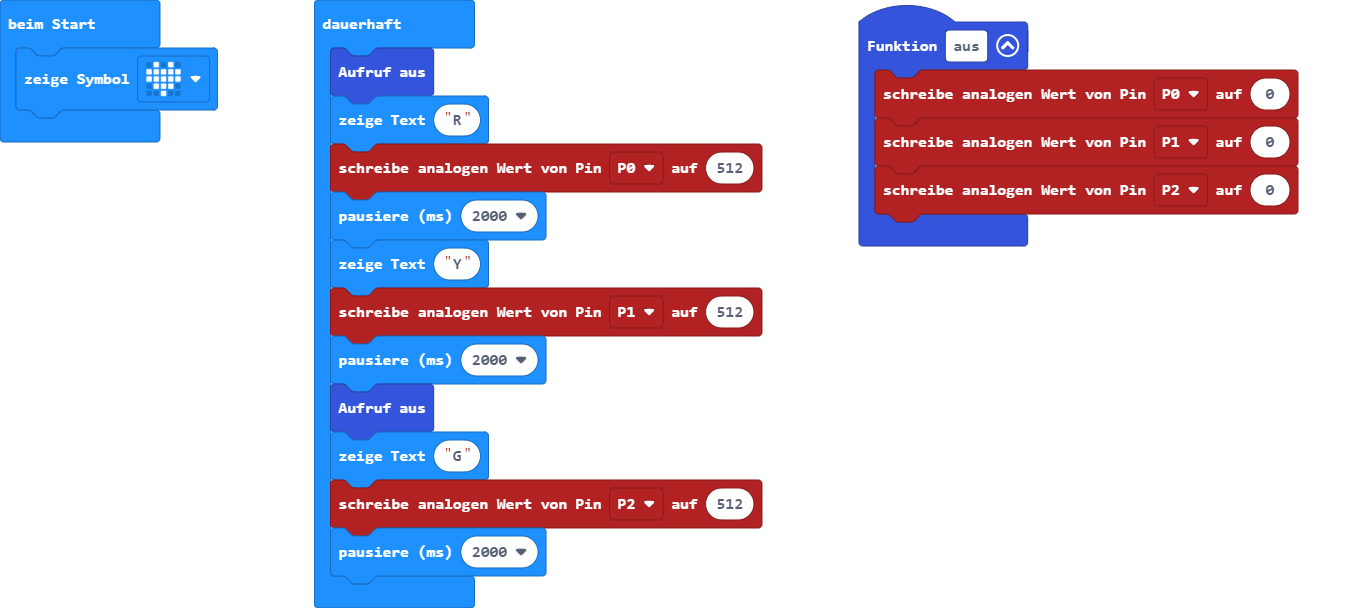 beim Start
zeige Symbol
dauerhaft
Aufruf aus
zeige Text "R"
schreibe analogen Wert von Pin P0 auf 512
pausiere (ms) 2000
zeige Text "Y"
schreibe analogen Wert von Pin P1 auf 512
pausiere (ms) 2000
Aufruf aus
zeige Text "G"
schreibe analogen Wert von Pin P2 auf 512
pausiere (ms) 2000
Funktion aus
schreibe analogen Wert von Pin P0 auf 0
schreibe analogen Wert von Pin P1 auf 0
schreibe analogen Wert von Pin P2 auf 0